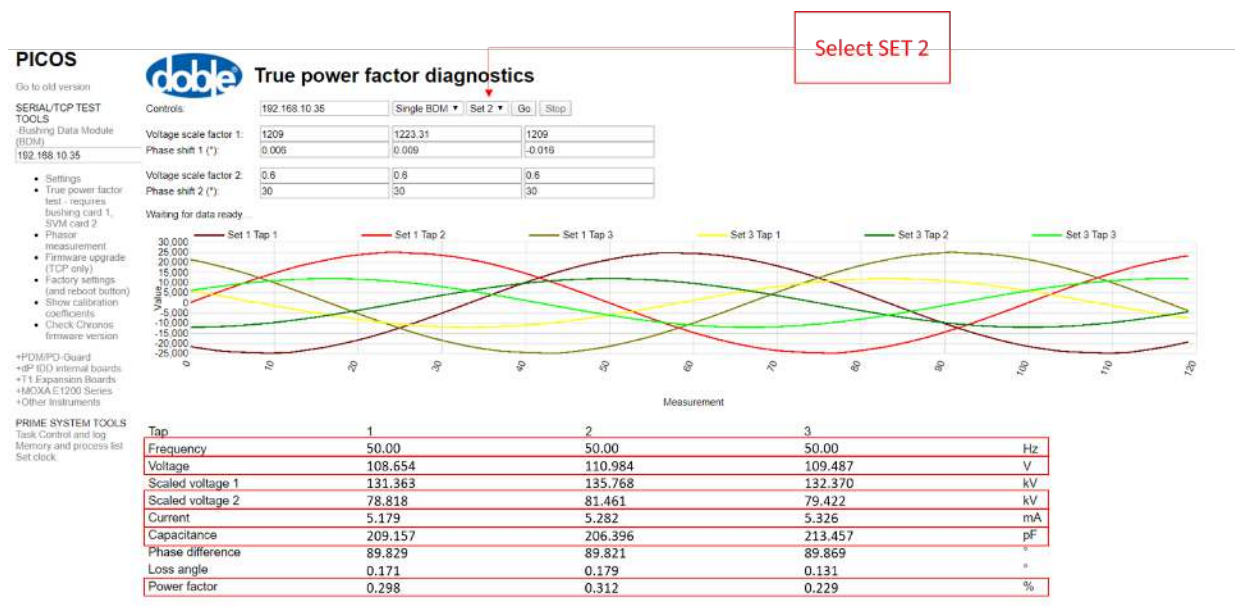 Select SET 2
PICOS
Go to old version
SERIAL/TCP TEST
TOOLS
-Bushing Data Module
(BDM)
192.168.10.35
Settings
True power factor
test - requires
bushing card 1,
SVM card 2
Phasor
measurement
Firmware upgrade
(TCP only)
Factory settings
(and reboot button)
Show calibration
coefficients
Check Chronos
firmware version
+PDM/PD-Guard
+dP IDD internal boards
+T1 Expansion Boards
+MOXA E1200 Series
+Other Instruments
PRIME SYSTEM TOOLS
Task Control and log
Memory and process list
Set clock
doble True power factor diagnostics
Controls: 192.168.10.35 Single BDM Set 2 Go Stop
Voltage scale factor 1: 1209 1223.31 1209
Phase shift 1 (°): 0.006 0.009 -0.016
Voltage scale factor 2: 0.6 0.6 0.6
Phase shift 2 (°): 30 30 30
Waiting for data ready...
Set 1 Tap 1 Set 1 Tap 2 Set 1 Tap 3 Set 3 Tap 1 Set 3 Tap 2 Set 3 Tap 3
30,000
25,000
20,000
15,000
10,000
5,000
0
-5,000
-10,000
-15,000
-20,000
-25,000
Value
0 10 20 30 40 50 60 70 80 90 100 110 120
Measurement
Tap 1 2 3
Frequency 50.00 50.00 50.00 Hz
Voltage 108.654 110.984 109.487 V
Scaled voltage 1 131.363 135.768 132.370 kV
Scaled voltage 2 78.818 81.461 79.422 kV
Current 5.179 5.282 5.326 mA
Capacitance 209.157 206.396 213.457 pF
Phase difference 89.829 89.821 89.869 °
Loss angle 0.171 0.179 0.131 °
Power factor 0.298 0.312 0.229 %